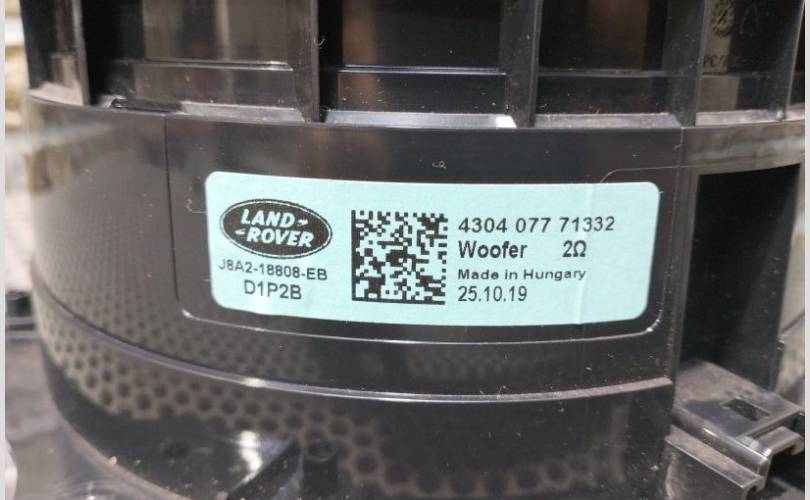 LAND-
-ROVER
J8A2-18808-EB
D1P2B
4304 077 71332
Woofer 2Ω
Made in Hungary
25.10.19